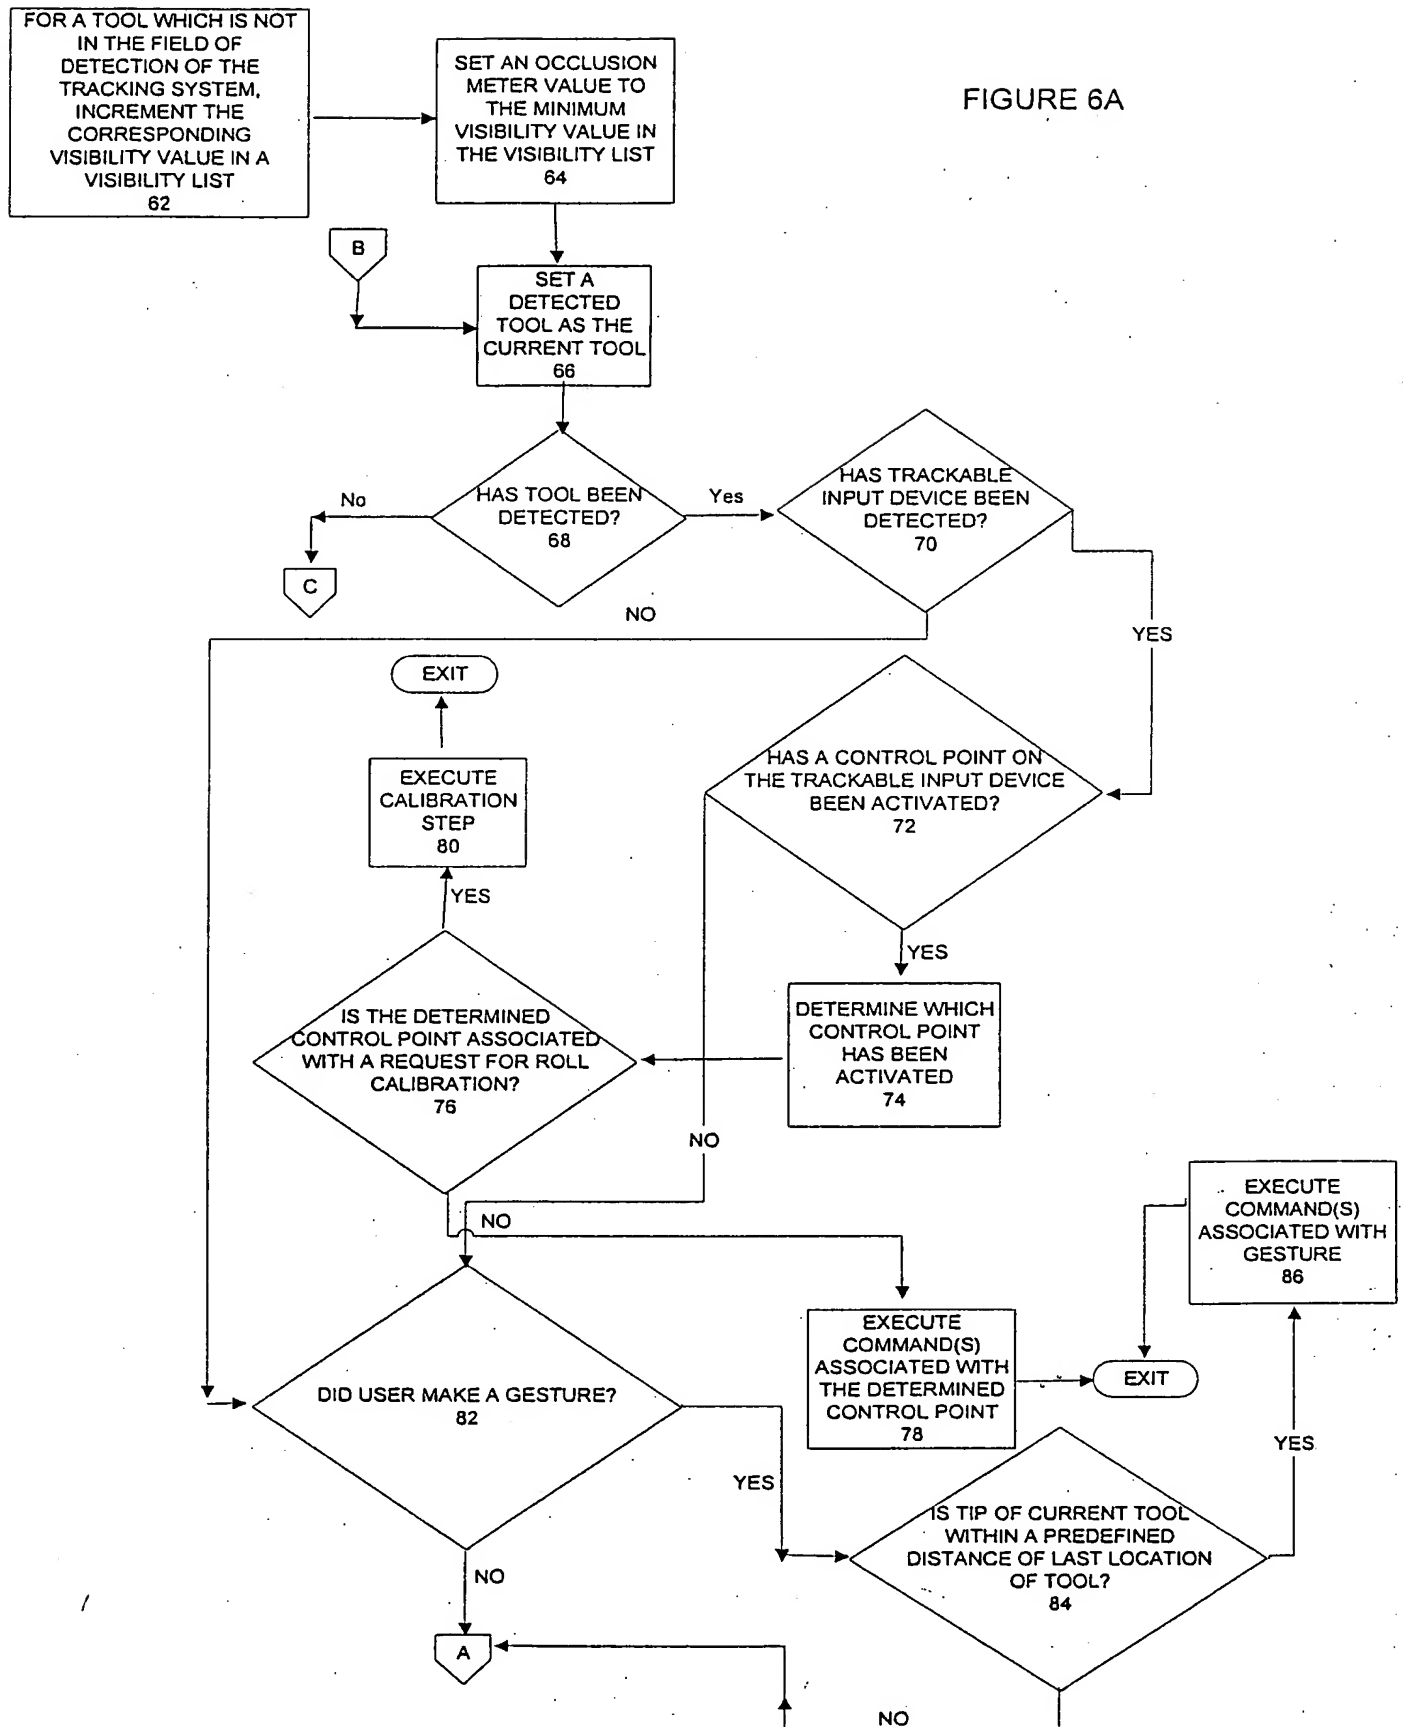 FOR A TOOL WHICH IS NOT
IN THE FIELD OF
DETECTION OF THE
TRACKING SYSTEM,
INCREMENT THE
CORRESPONDING
VISIBILITY VALUE IN A
VISIBILITY LIST
62
SET AN OCCLUSION
METER VALUE TO
THE MINIMUM
VISIBILITY VALUE IN
THE VISIBILITY LIST
64
FIGURE 6A
B
SET A
DETECTED
TOOL AS THE
CURRENT TOOL
66
HAS TOOL BEEN
DETECTED?
68
No
Yes
C
HAS TRACKABLE
INPUT DEVICE BEEN
DETECTED?
70
NO
YES
EXIT
EXECUTE
CALIBRATION
STEP
80
YES
HAS A CONTROL POINT ON
THE TRACKABLE INPUT DEVICE
BEEN ACTIVATED?
72
YES
DETERMINE WHICH
CONTROL POINT
HAS BEEN
ACTIVATED
74
IS THE DETERMINED
CONTROL POINT ASSOCIATED
WITH A REQUEST FOR ROLL
CALIBRATION?
76
NO
NO
EXECUTE
COMMAND(S)
ASSOCIATED WITH
GESTURE
86
EXECUTE
COMMAND(S)
ASSOCIATED WITH
THE DETERMINED
CONTROL POINT
78
EXIT
DID USER MAKE A GESTURE?
82
YES
YES
IS TIP OF CURRENT TOOL
WITHIN A PREDEFINED
DISTANCE OF LAST LOCATION
OF TOOL?
84
NO
A
NO